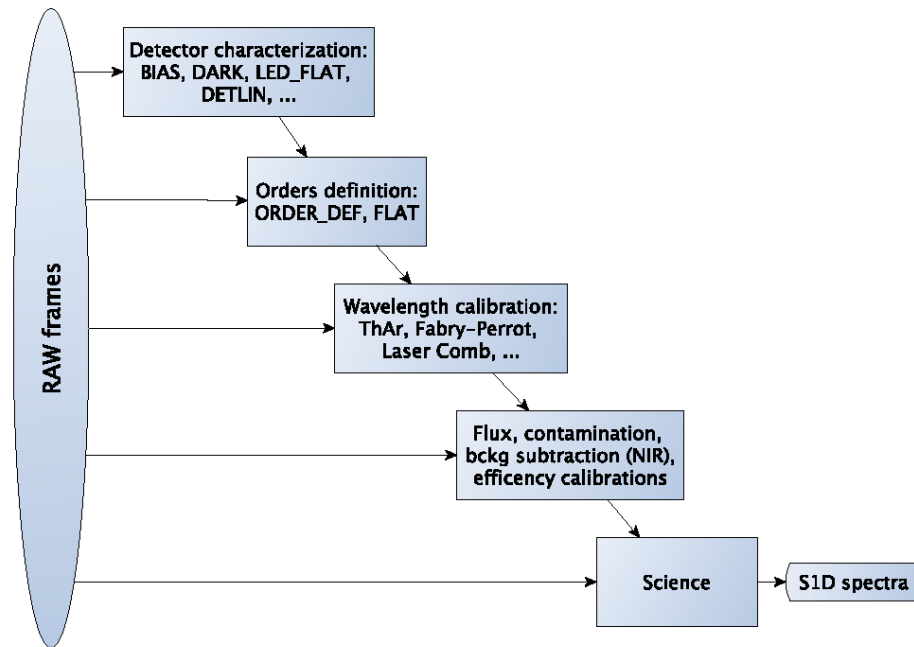 RAW frames
Detector characterization:
BIAS, DARK, LED_FLAT,
DETLIN, ...
Orders definition:
ORDER_DEF, FLAT
Wavelength calibration:
ThAr, Fabry-Perrot,
Laser Comb, ...
Flux, contamination,
bckg subtraction (NIR),
efficency calibrations
Science
S1D spectra